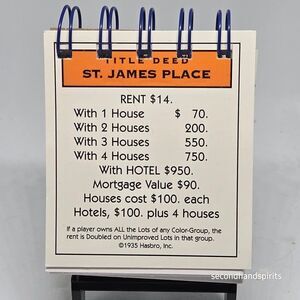 TITLE DEED
ST. JAMES PLACE
RENT $14.
With 1 House $ 70.
With 2 Houses 200.
With 3 Houses 550.
With 4 Houses 750.
With HOTEL $950.
Mortgage Value $90.
Houses cost $100. each
Hotels, $100. plus 4 houses
If a player owns ALL the Lots of any Color-Group, the
rent is Doubled on Unimproved Lots in that group.
©1935 Hasbro, Inc.
secondhandspirits